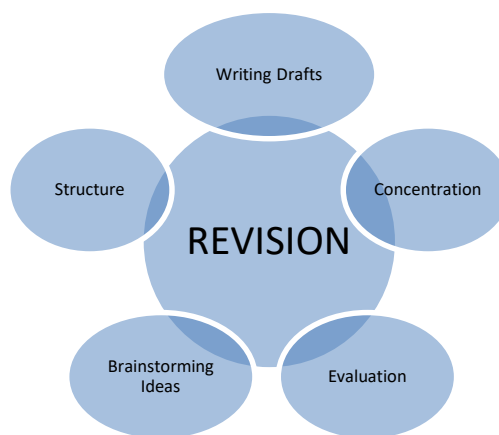 Writing Drafts
Structure
Concentration
REVISION
Brainstorming
Ideas
Evaluation